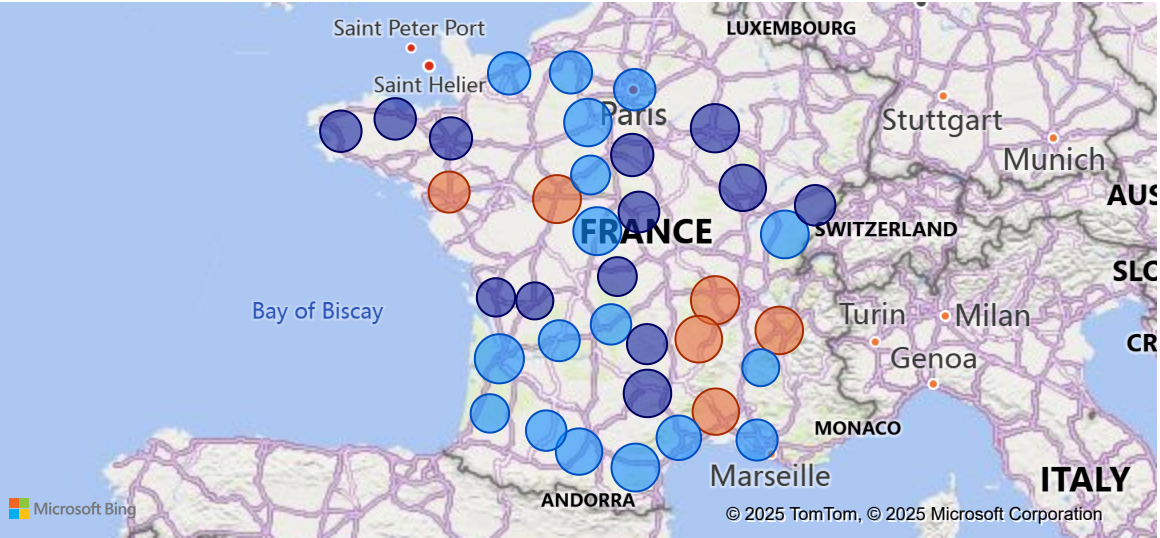 LUXEMBOURG
Saint Peter Port
Saint Helier
Paris
Stuttgart
Munich
AUS
FRANCE
SWITZERLAND
SLO
Bay of Biscay
Turin
Milan
CR
Genoa
MONACO
Marseille
ITALY
ANDORRA
Microsoft Bing
© 2025 TomTom, © 2025 Microsoft Corporation